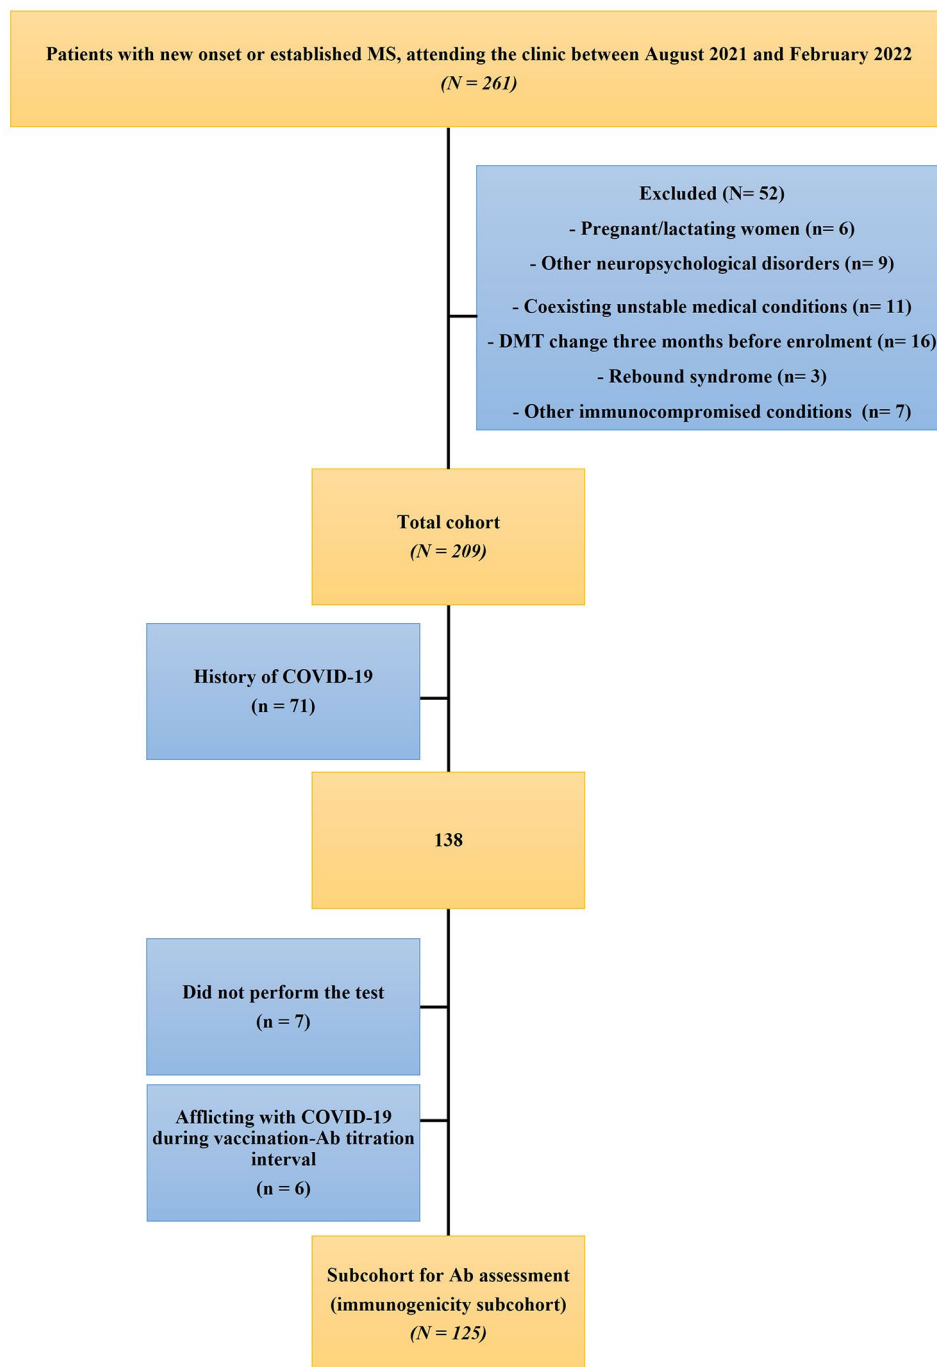 Patients with new onset or established MS, attending the clinic between August 2021 and February 2022
(N = 261)
Excluded (N= 52)
- Pregnant/lactating women (n= 6)
- Other neuropsychological disorders (n= 9)
- Coexisting unstable medical conditions (n= 11)
- DMT change three months before enrolment (n= 16)
- Rebound syndrome (n= 3)
- Other immunocompromised conditions (n= 7)
Total cohort
(N = 209)
History of COVID-19
(n = 71)
138
Did not perform the test
(n = 7)
Afflicting with COVID-19
during vaccination-Ab titration
interval
(n = 6)
Subcohort for Ab assessment
(immunogenicity subcohort)
(N = 125)